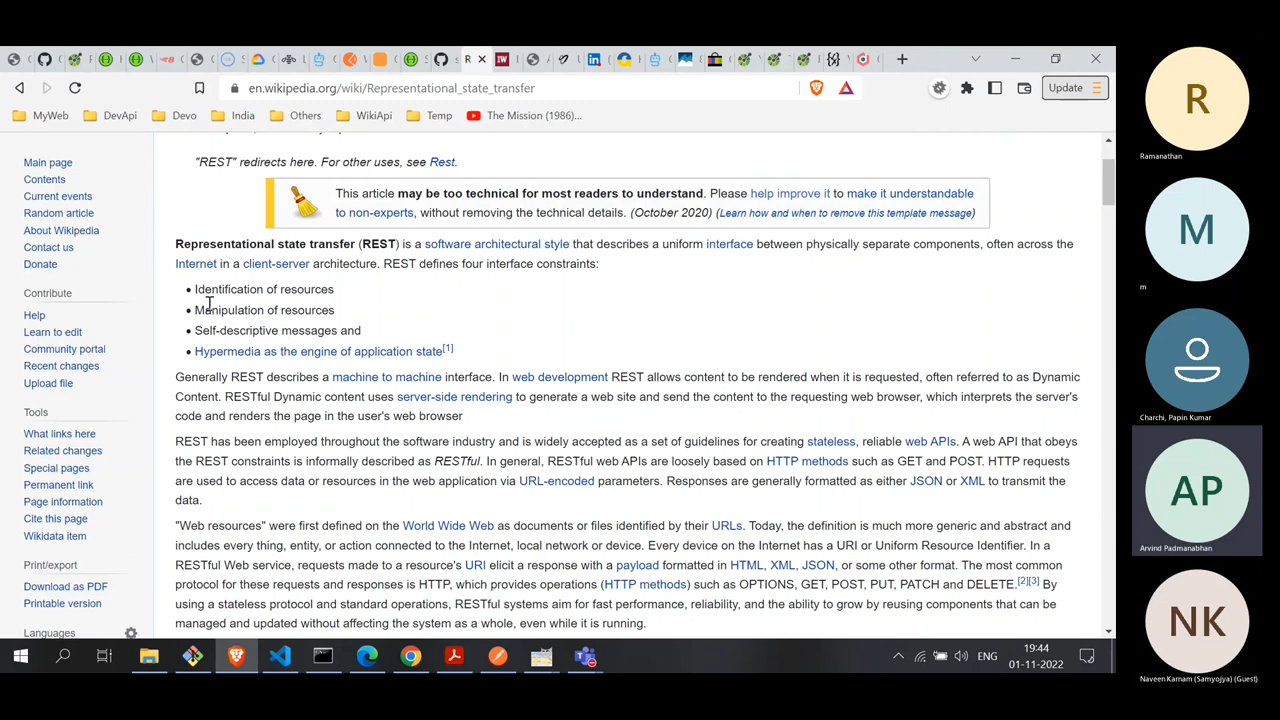 R
en.wikipedia.org/wiki/Representational_state_transfer
Update
MyWeb DevApi Devo India Others WikiApi Temp The Mission (1986)...
"REST" redirects here. For other uses, see Rest.
This article may be too technical for most readers to understand. Please help improve it to make it understandable
to non-experts, without removing the technical details. (October 2020) (Learn how and when to remove this template message)
Representational state transfer (REST) is a software architectural style that describes a uniform interface between physically separate components, often across the
Internet in a client-server architecture. REST defines four interface constraints:
• Identification of resources
• Manipulation of resources
• Self-descriptive messages and
• Hypermedia as the engine of application state[1]
Generally REST describes a machine to machine interface. In web development REST allows content to be rendered when it is requested, often referred to as Dynamic
Content. RESTful Dynamic content uses server-side rendering to generate a web site and send the content to the requesting web browser, which interprets the server's
code and renders the page in the user's web browser
REST has been employed throughout the software industry and is widely accepted as a set of guidelines for creating stateless, reliable web APIs. A web API that obeys
the REST constraints is informally described as RESTful. In general, RESTful web APIs are loosely based on HTTP methods such as GET and POST. HTTP requests
are used to access data or resources in the web application via URL-encoded parameters. Responses are generally formatted as either JSON or XML to transmit the
data.
"Web resources" were first defined on the World Wide Web as documents or files identified by their URLs. Today, the definition is much more generic and abstract and
includes every thing, entity, or action connected to the Internet, local network or device. Every device on the Internet has a URI or Uniform Resource Identifier. In a
RESTful Web service, requests made to a resource's URI elicit a response with a payload formatted in HTML, XML, JSON, or some other format. The most common
protocol for these requests and responses is HTTP, which provides operations (HTTP methods) such as OPTIONS, GET, POST, PUT, PATCH and DELETE.[2][3] By
using a stateless protocol and standard operations, RESTful systems aim for fast performance, reliability, and the ability to grow by reusing components that can be
managed and updated without affecting the system as a whole, even while it is running.
Main page
Contents
Current events
Random article
About Wikipedia
Contact us
Donate
Contribute
Help
Learn to edit
Community portal
Recent changes
Upload file
Tools
What links here
Related changes
Special pages
Permanent link
Page information
Cite this page
Wikidata item
Print/export
Download as PDF
Printable version
Languages
ENG
19:44
01-11-2022
R
Ramanathan
M
m
Charchi, Papin Kumar
AP
Arvind Padmanabhan
NK
Naveen Karnam (Samyojya) (Guest)